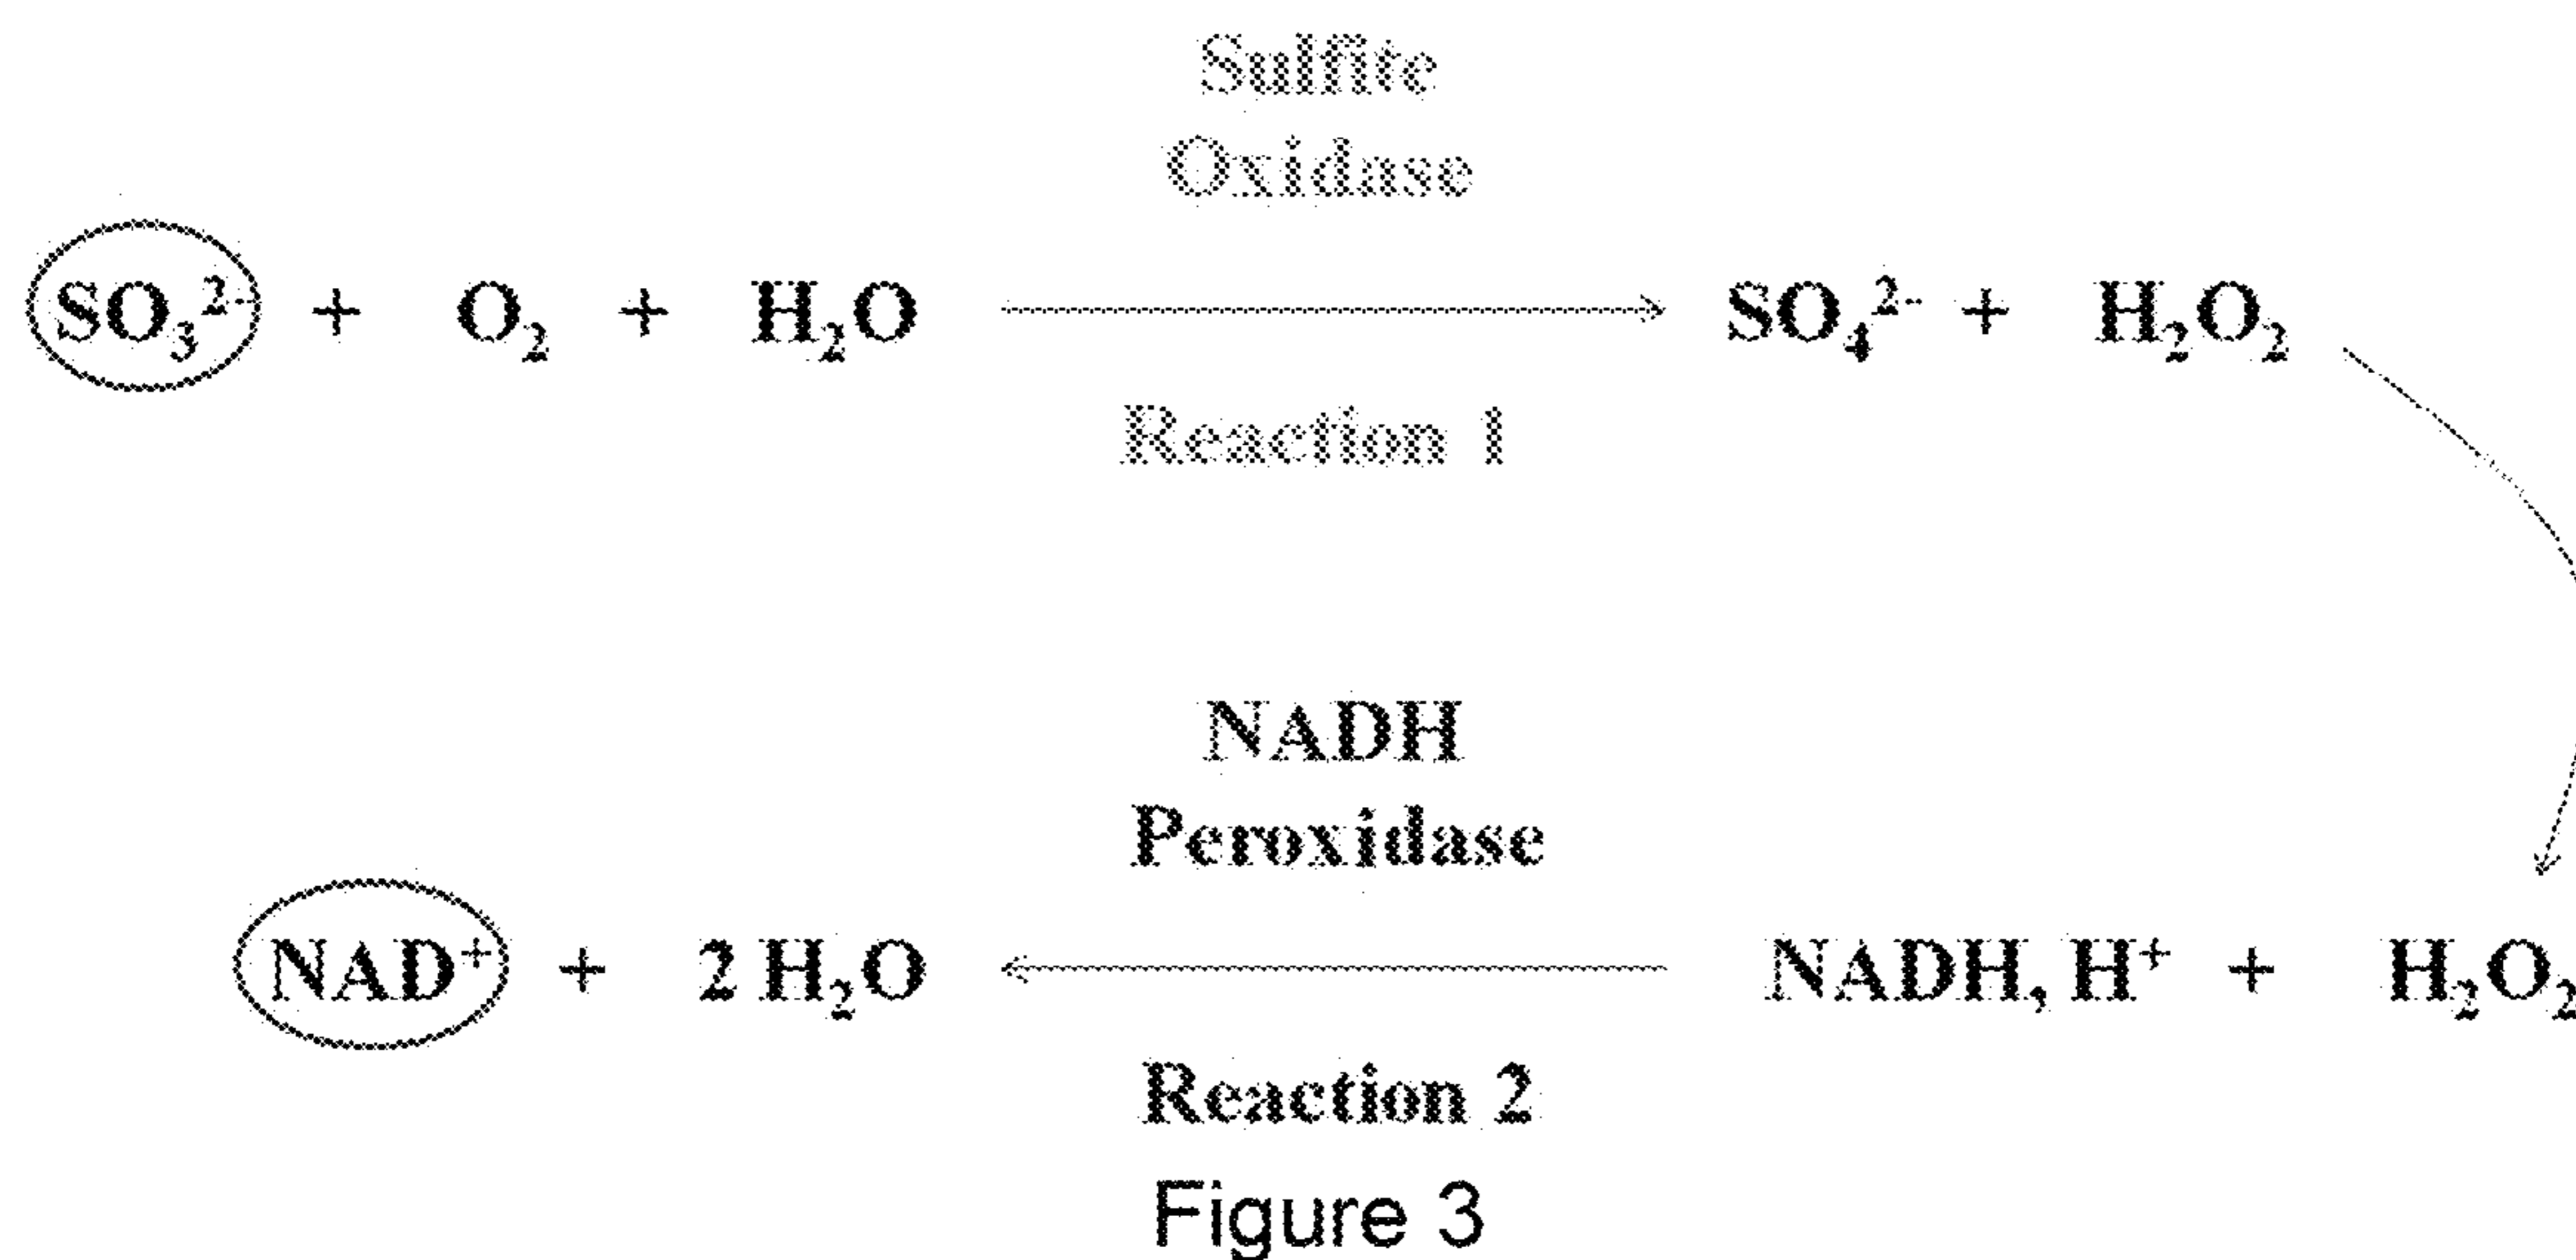 Sulfite
Oxidase
SO₃²⁻ + O₂ + H₂O → SO₄²⁻ + H₂O₂
Reaction 1
NADH
Peroxidase
NAD⁺ + 2 H₂O ← NADH, H⁺ + H₂O₂
Reaction 2
Figure 3